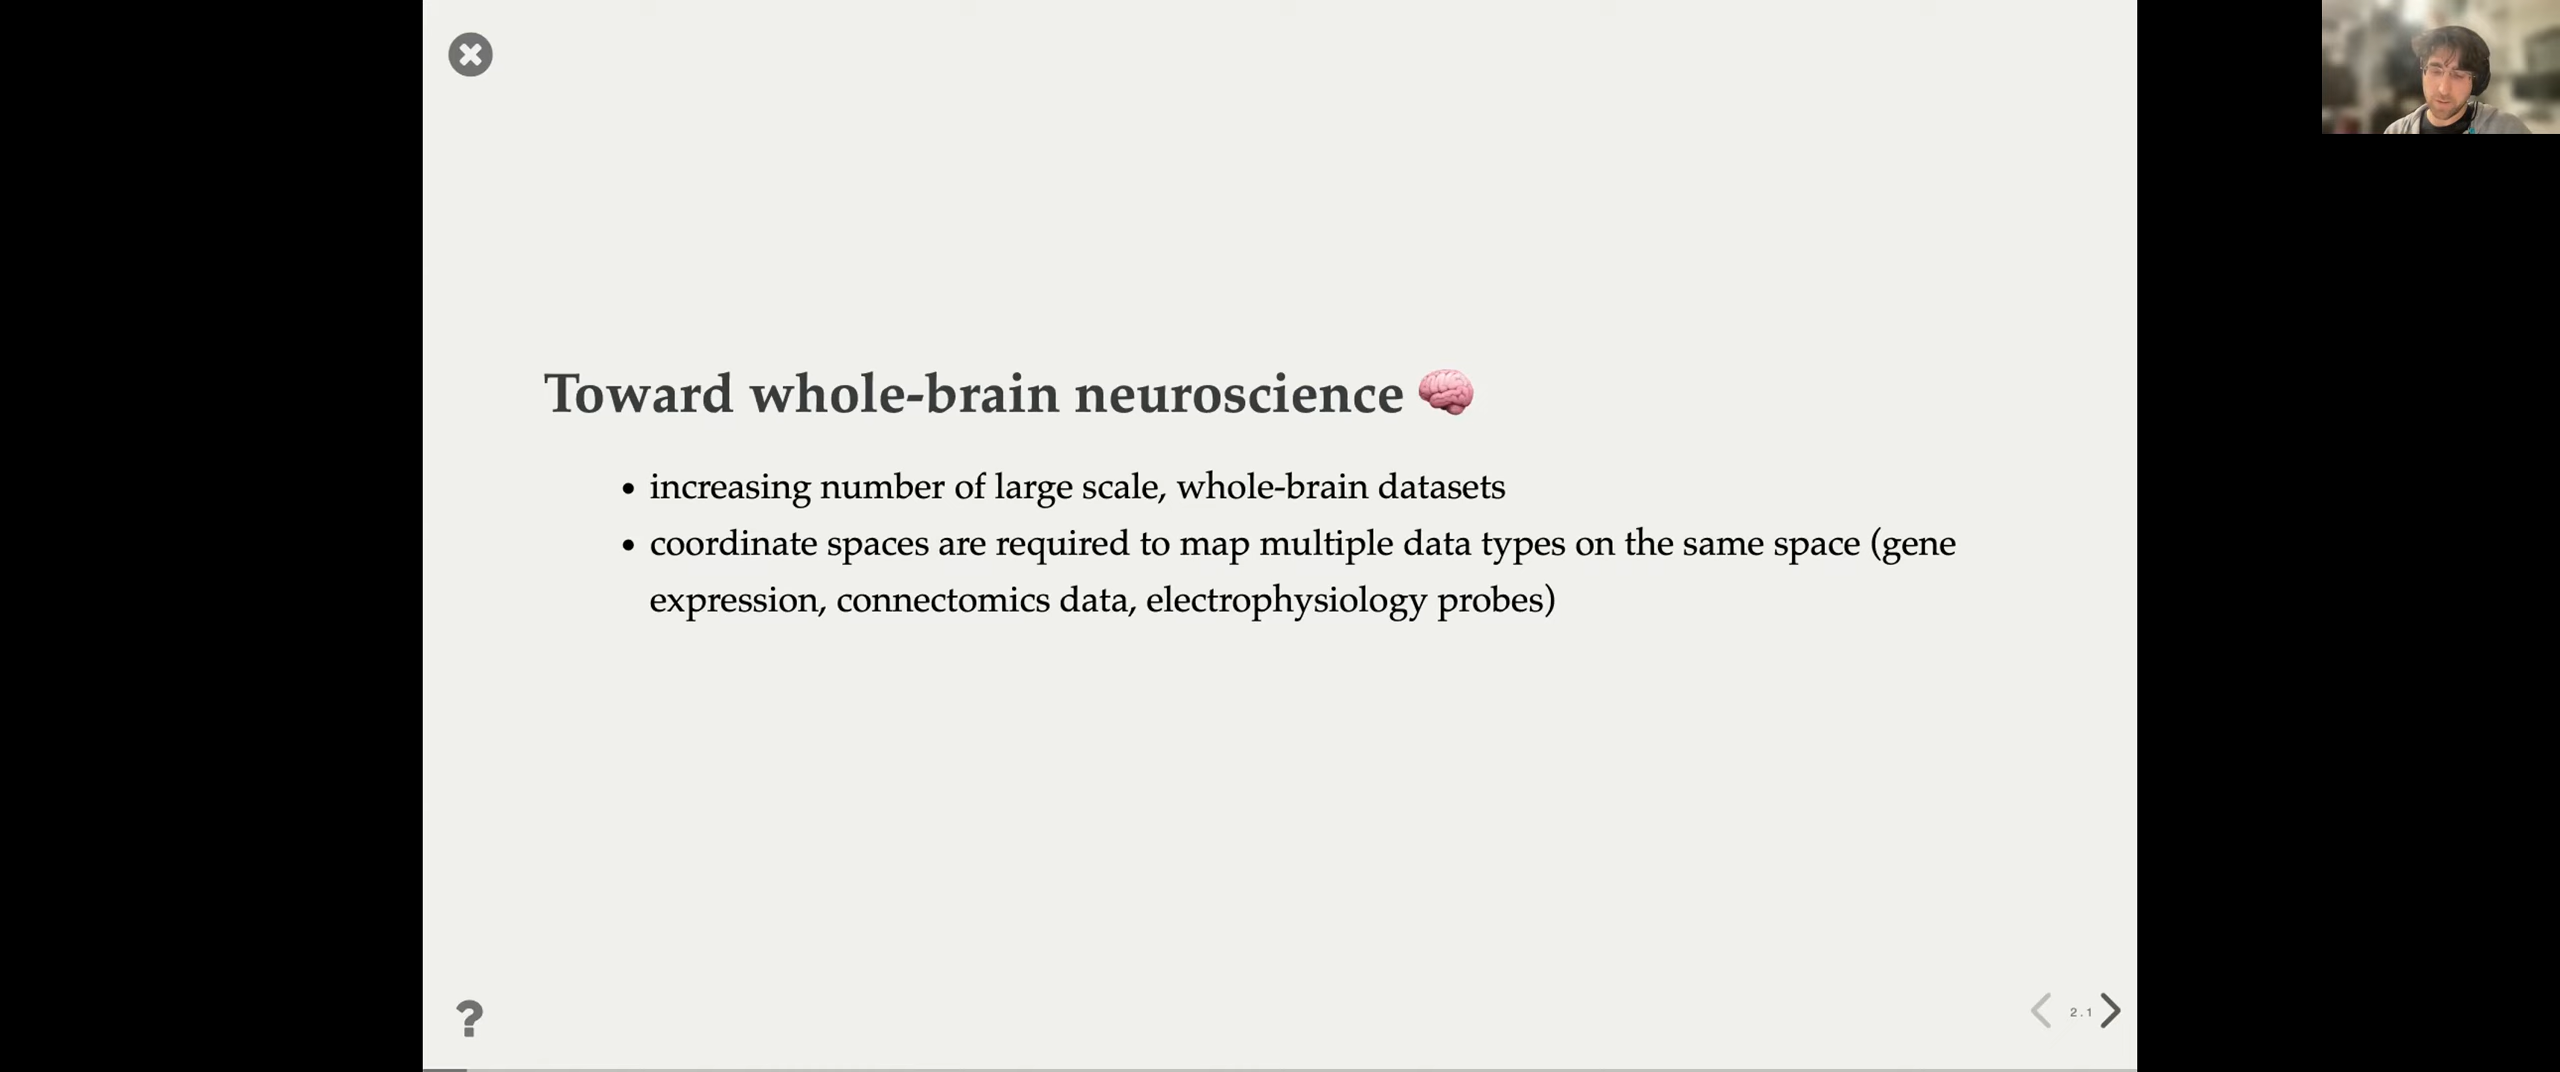 Toward whole-brain neuroscience 🧠
• increasing number of large scale, whole-brain datasets
• coordinate spaces are required to map multiple data types on the same space (gene
expression, connectomics data, electrophysiology probes)
?
2.1